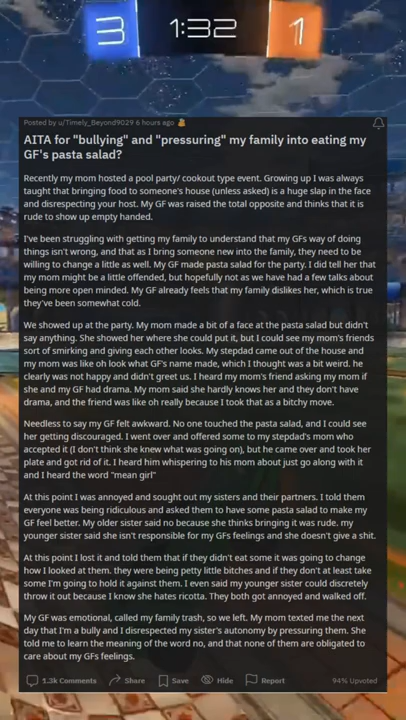 3 1:32 1
Posted by u/Timely_Beyond9029 6 hours ago
AITA for "bullying" and "pressuring" my family into eating my
GF's pasta salad?
Recently my mom hosted a pool party/ cookout type event. Growing up I was always
taught that bringing food to someone's house (unless asked) is a huge slap in the face
and disrespecting your host. My GF was raised the total opposite and thinks that it is
rude to show up empty handed.
I've been struggling with getting my family to understand that my GFs way of doing
things isn't wrong, and that as I bring someone new into the family, they need to be
willing to change a little as well. My GF made pasta salad for the party. I did tell her that
my mom might be a little offended, but hopefully not as we have had a few talks about
being more open minded. My GF already feels that my family dislikes her, which is true
they've been somewhat cold.
We showed up at the party. My mom made a bit of a face at the pasta salad but didn't
say anything. She showed her where she could put it, but I could see my mom's friends
sort of smirking and giving each other looks. My stepdad came out of the house and
my mom was like oh look what GF's name made, which I thought was a bit weird. he
clearly was not happy and didn't greet us. I heard my mom's friend asking my mom if
she and my GF had drama. My mom said she hardly knows her and they don't have
drama, and the friend was like oh really because I took that as a bitchy move.
Needless to say my GF felt awkward. No one touched the pasta salad, and I could see
her getting discouraged. I went over and offered some to my stepdad's mom who
accepted it (I don't think she knew what was going on), but he came over and took her
plate and got rid of it. I heard him whispering to his mom about just go along with it
and I heard the word "mean girl"
At this point I was annoyed and sought out my sisters and their partners. I told them
everyone was being ridiculous and asked them to have some pasta salad to make my
GF feel better. My older sister said no because she thinks bringing it was rude. my
younger sister said she isn't responsible for my GFs feelings and she doesn't give a shit.
At this point I lost it and told them that if they didn't eat some it was going to change
how I looked at them. they were being petty little bitches and if they don't at least take
some I'm going to hold it against them. I even said my younger sister could discretely
throw it out because I know she hates ricotta. They both got annoyed and walked off.
My GF was emotional, called my family trash, so we left. My mom texted me the next
day that I'm a bully and I disrespected my sister's autonomy by pressuring them. She
told me to learn the meaning of the word no, and that none of them are obligated to
care about my GFs feelings.
1.3k Comments Share Save Hide Report 94% Upvoted